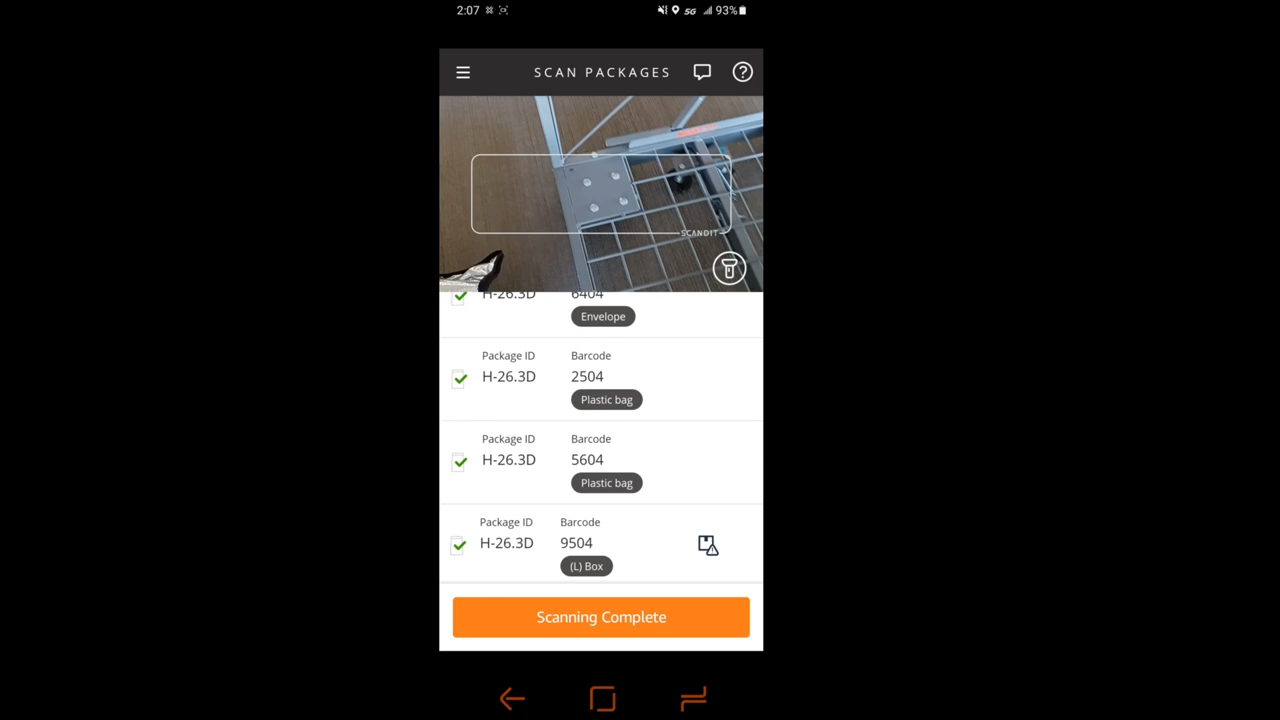 2:07 5G 93%
SCAN PACKAGES
SCANDIT
H-26.3D 6404
Envelope
Package ID Barcode
H-26.3D 2504
Plastic bag
Package ID Barcode
H-26.3D 5604
Plastic bag
Package ID Barcode
H-26.3D 9504
(L) Box
Scanning Complete